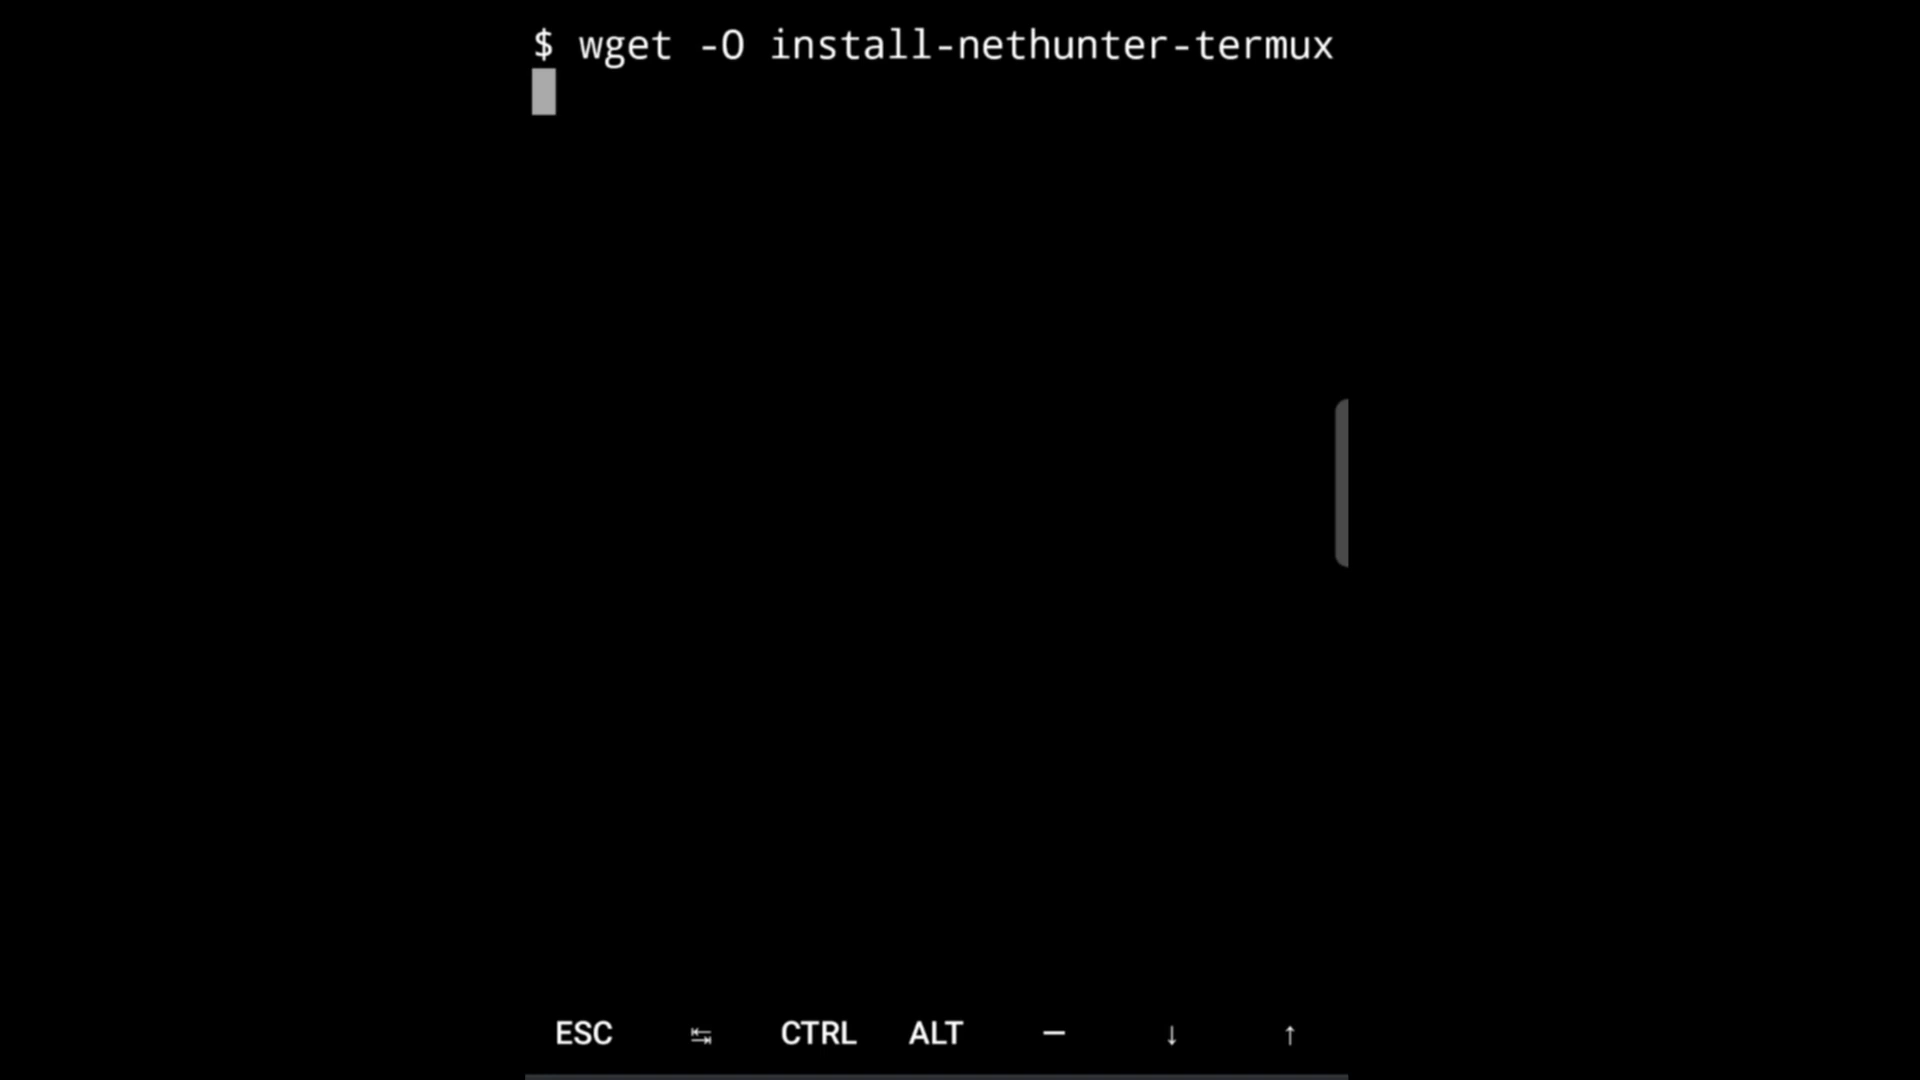 $ wget -O install-nethunter-termux
ESC ↹ CTRL ALT — ↓ ↑